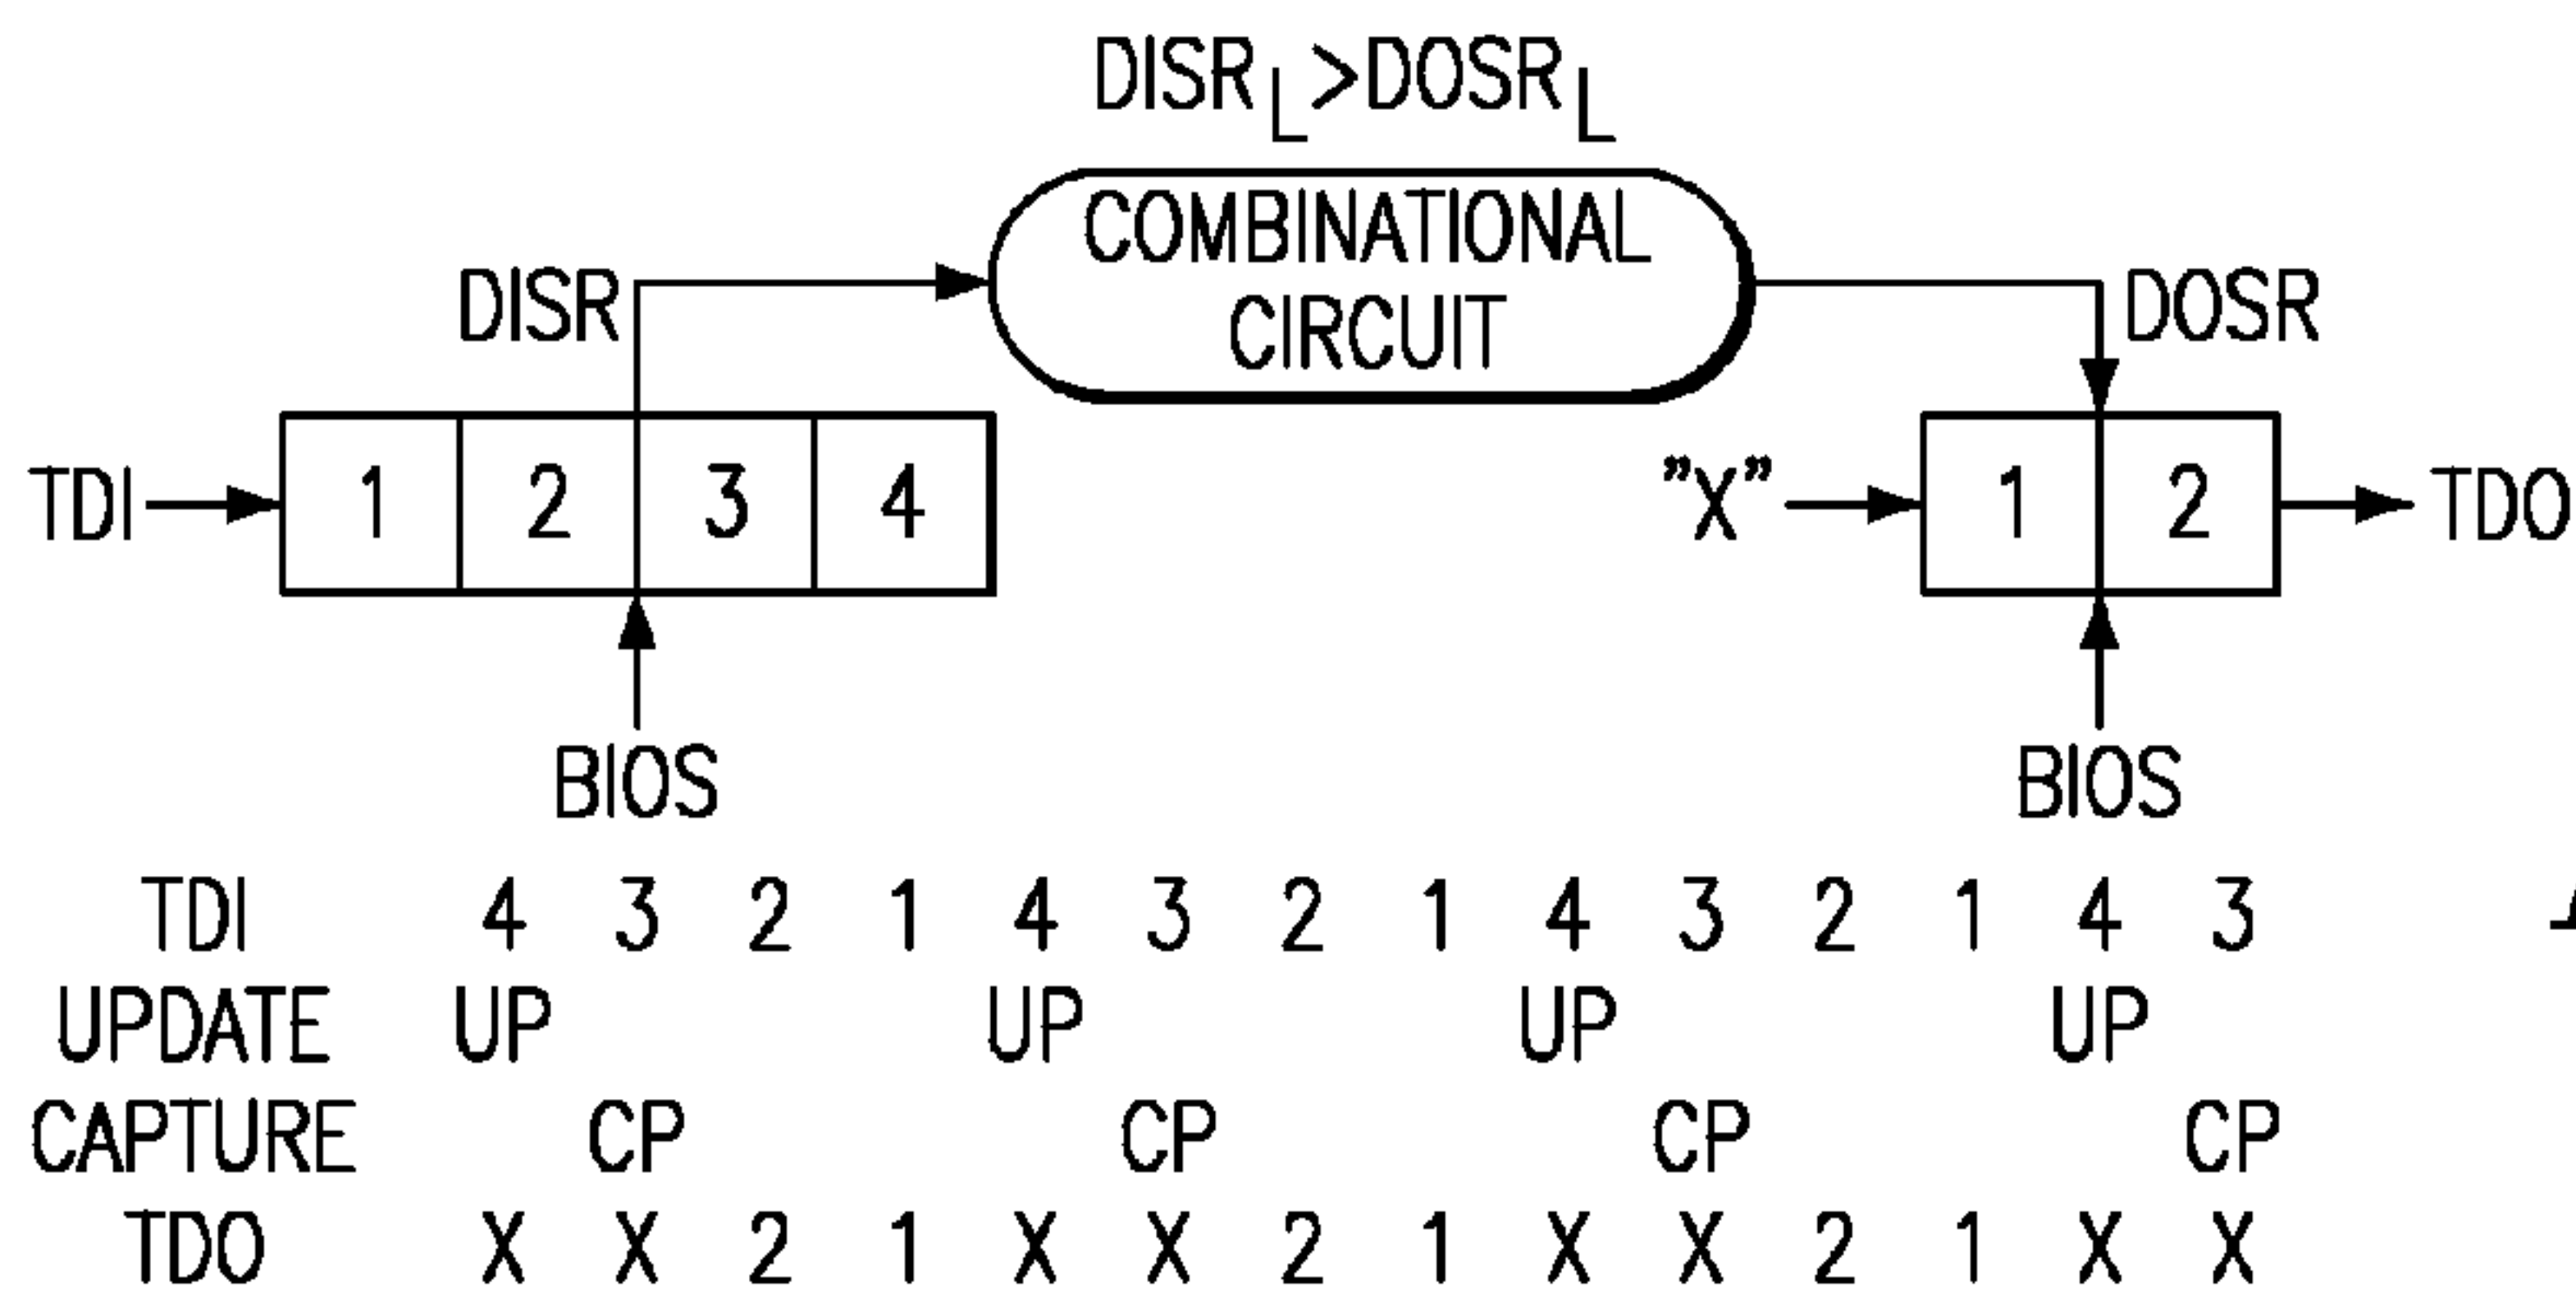 DISR L > DOSR L
COMBINATIONAL
CIRCUIT
DISR
DOSR
TDI
1 2 3 4
"X"
1 2
TDO
BIOS
BIOS
TDI 4 3 2 1 4 3 2 1 4 3 2 1 4 3
UPDATE UP UP UP UP
CAPTURE CP CP CP CP
TDO X X 2 1 X X 2 1 X X 2 1 X X